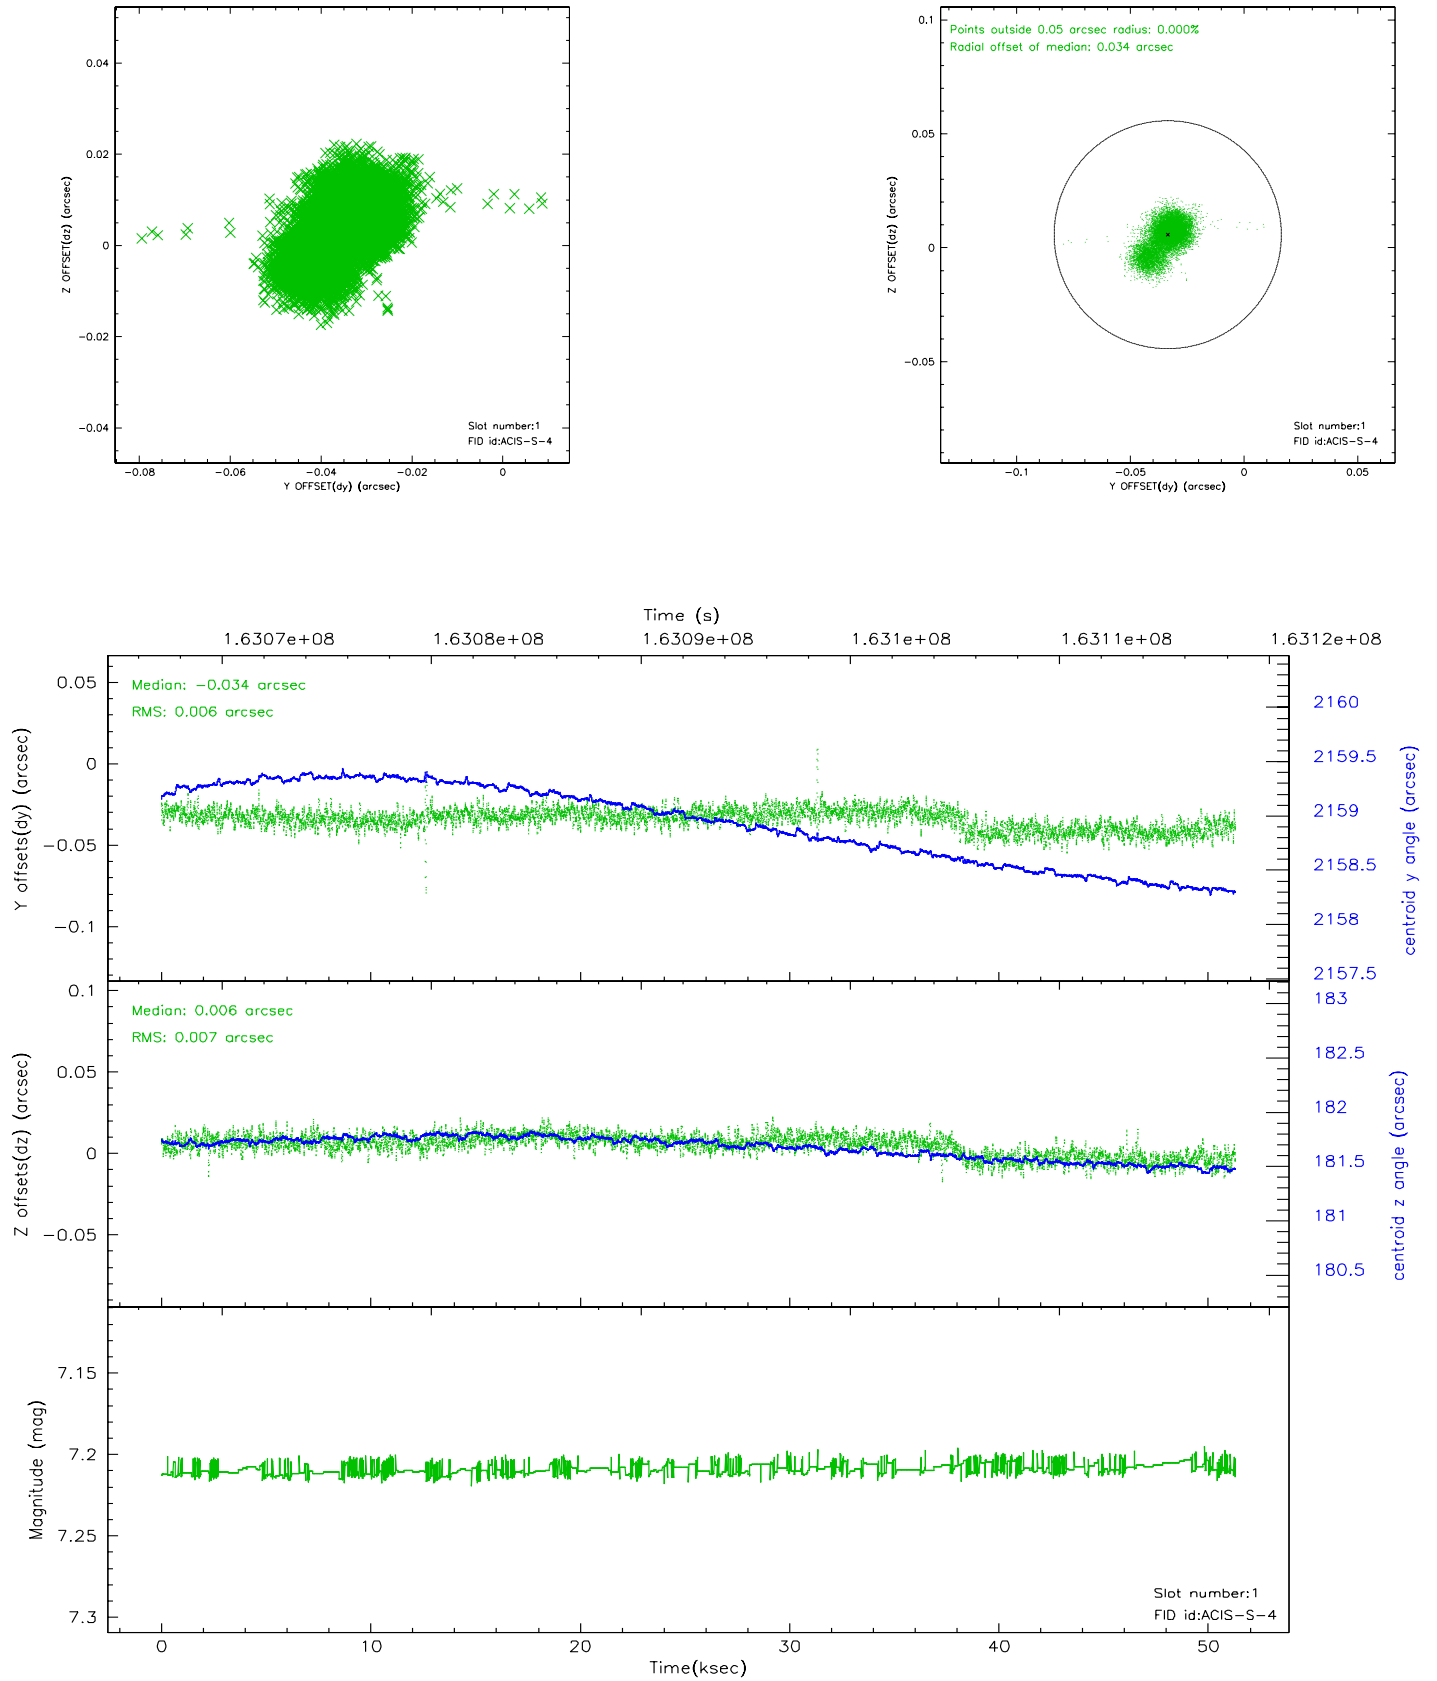 0.04
0.02
0
-0.02
-0.04
Z OFFSET(dz) (arcsec)
-0.08 -0.06 -0.04 -0.02 0
Y OFFSET(dy) (arcsec)
Slot number:1
FID id:ACIS-S-4
Points outside 0.05 arcsec radius: 0.000%
Radial offset of median: 0.034 arcsec
0.1
0.05
0
-0.05
Z OFFSET(dz) (arcsec)
-0.1 -0.05 0 0.05
Y OFFSET(dy) (arcsec)
Slot number:1
FID id:ACIS-S-4
Time (s)
1.6307e+08 1.6308e+08 1.6309e+08 1.631e+08 1.6311e+08 1.6312e+08
Median: -0.034 arcsec
RMS: 0.006 arcsec
0.05
0
-0.05
-0.1
Y offsets(dy) (arcsec)
2160
2159.5
2159
2158.5
2158
2157.5
centroid y angle (arcsec)
Median: 0.006 arcsec
RMS: 0.007 arcsec
0.1
0.05
0
-0.05
Z offsets(dz) (arcsec)
183
182.5
182
181.5
181
180.5
centroid z angle (arcsec)
7.15
7.2
7.25
7.3
Magnitude (mag)
Slot number:1
FID id:ACIS-S-4
0 10 20 30 40 50
Time(ksec)